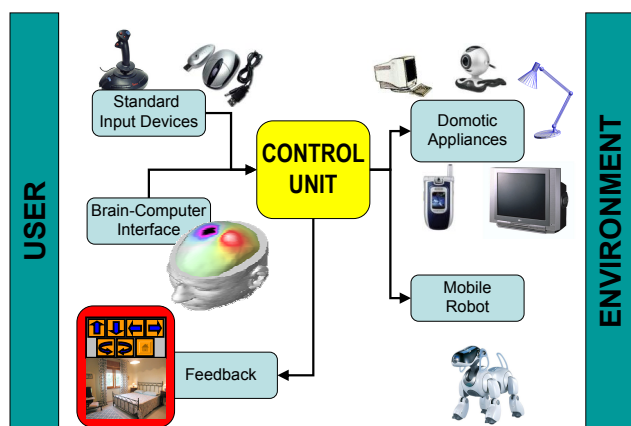 USER
Standard
Input Devices
Brain-Computer
Interface
CONTROL
UNIT
Feedback
Domotic
Appliances
Mobile
Robot
ENVIRONMENT